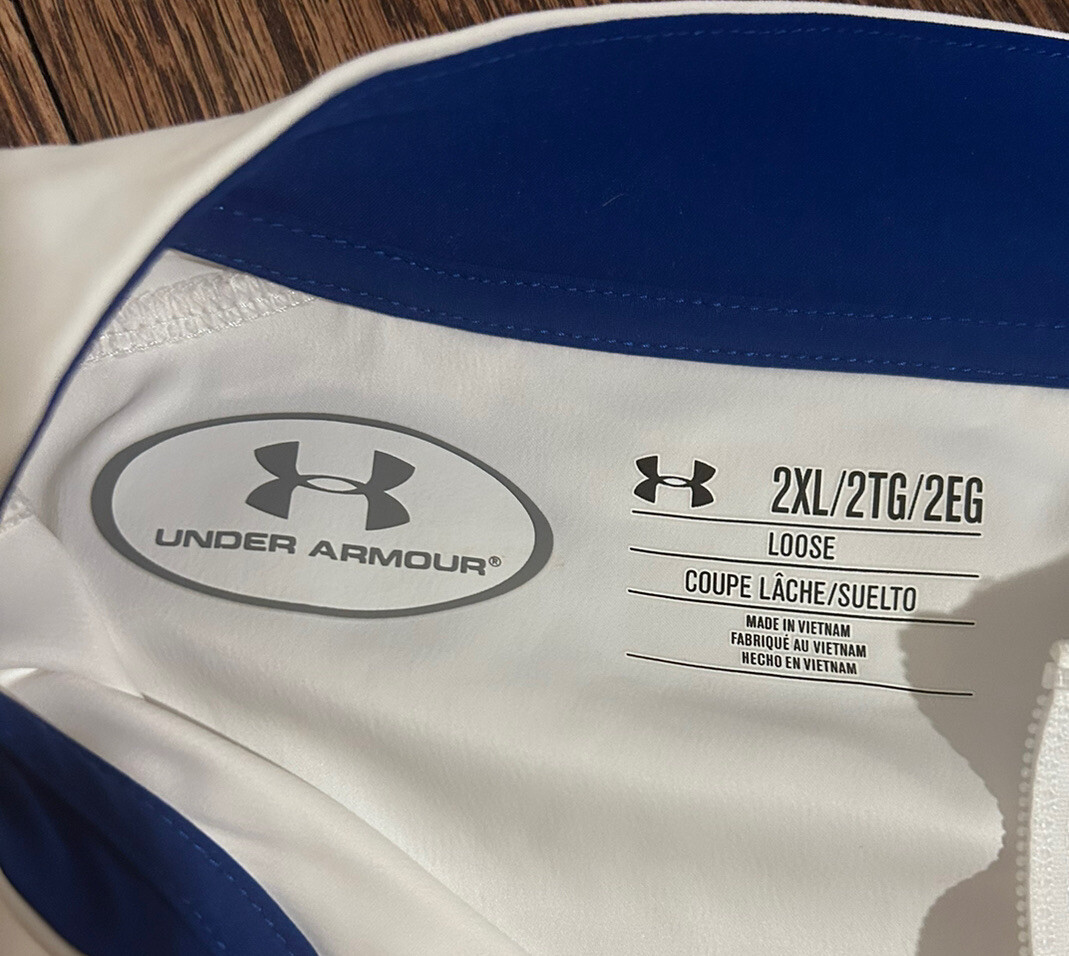 UNDER ARMOUR®
2XL/2TG/2EG
LOOSE
COUPE LÂCHE/SUELTO
MADE IN VIETNAM
FABRIQUÉ AU VIETNAM
HECHO EN VIETNAM